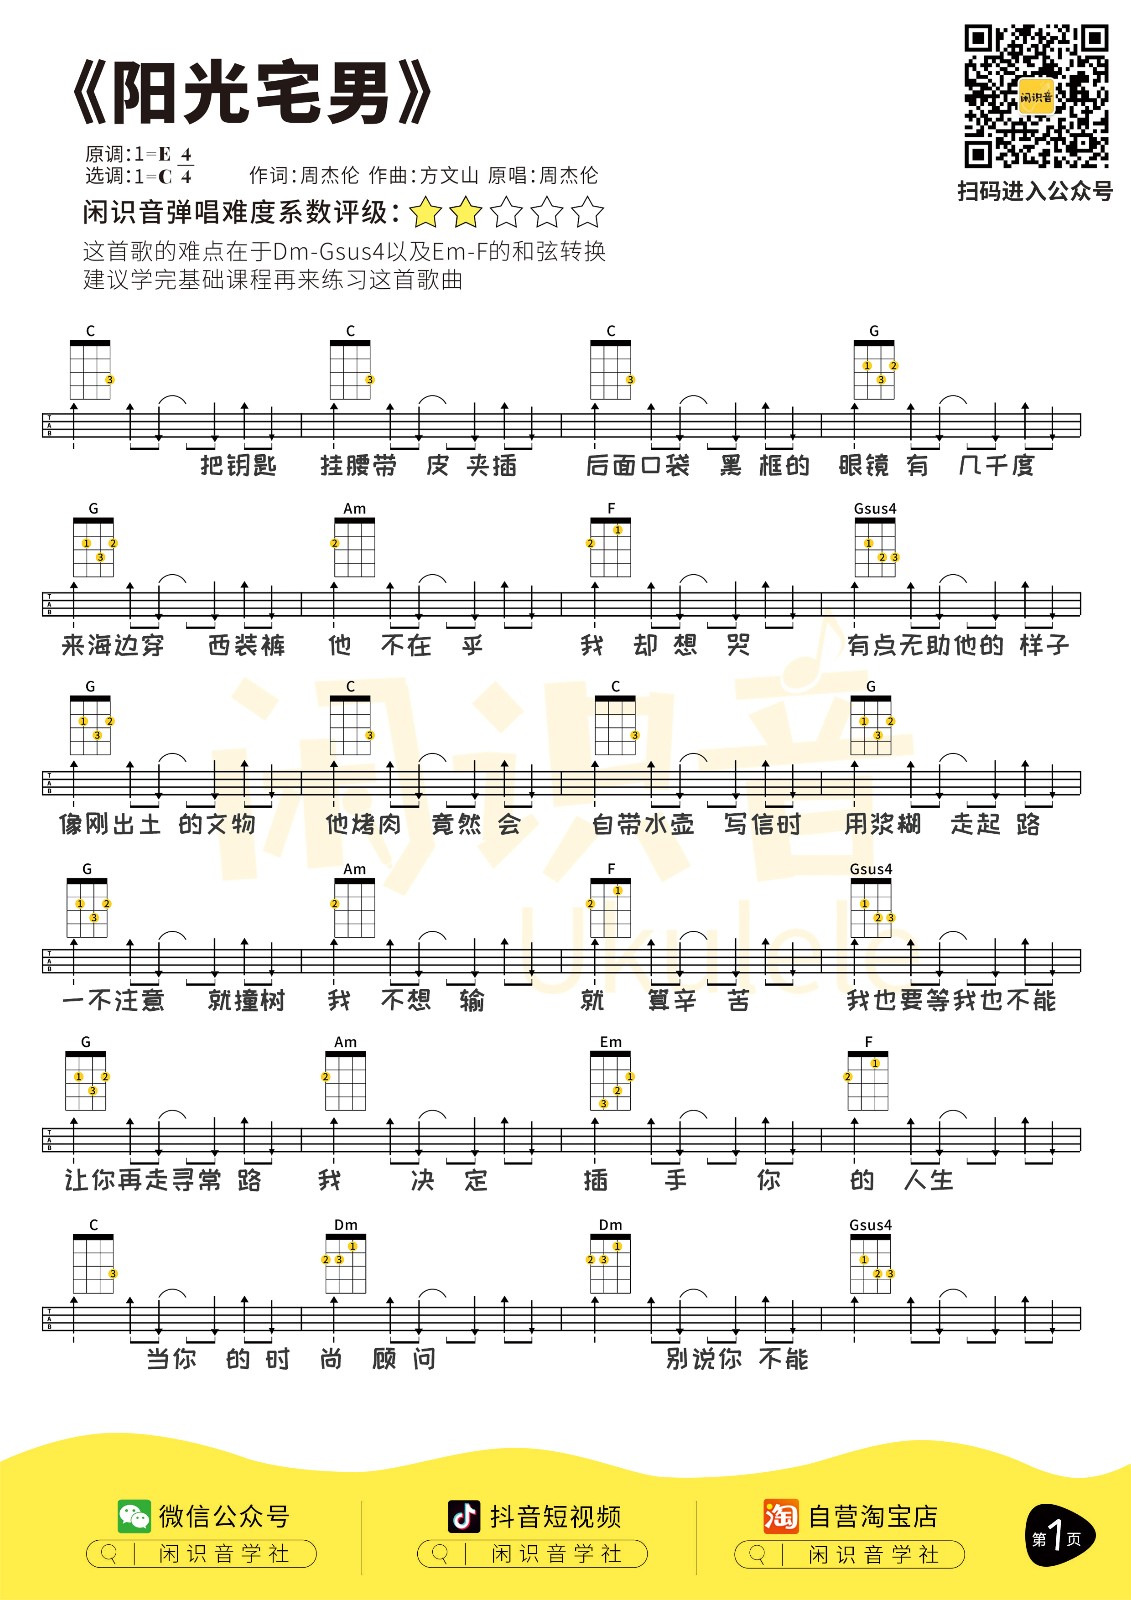 《阳光宅男》
闲识音
扫码进入公众号
原调:1=E 4/4
选调:1=C
作词:周杰伦 作曲:方文山 原唱:周杰伦
闲识音弹唱难度系数评级:
这首歌的难点在于Dm-Gsus4以及Em-F的和弦转换
建议学完基础课程再来练习这首歌曲
C C C G
把钥匙 挂腰带 皮 夹插 后面口袋 黑 框的 眼镜 有 几千度
G Am F Gsus4
来海边穿 西装裤 他 不在 乎 我 却 想 哭 有点无助他的 样子
G C C G
像刚出土 的文物 他烤肉 竟然 会 自带水壶 写信时 用浆糊 走起 路
G Am F Gsus4
一不注意 就撞树 我 不想 输 就 算辛 苦 我也要等我也不能
G Am Em F
让你再走寻常 路 我 决 定 插 手 你 的 人生
C Dm Dm Gsus4
当你 的 时 尚 顾 问 别说你 不能
闲识音
Ukulele
微信公众号 抖音短视频 自营淘宝店
闲识音学社 闲识音学社 闲识音学社
第1页